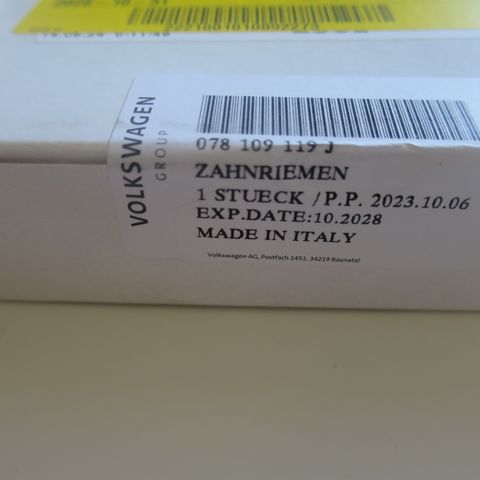 VOLKSWAGEN
GROUP
078 109 119 J
ZAHNRIEMEN
1 STUECK /P.P. 2023.10.06
EXP.DATE:10.2028
MADE IN ITALY
Volkswagen AG, Postfach 1451, 34219 Baunatal